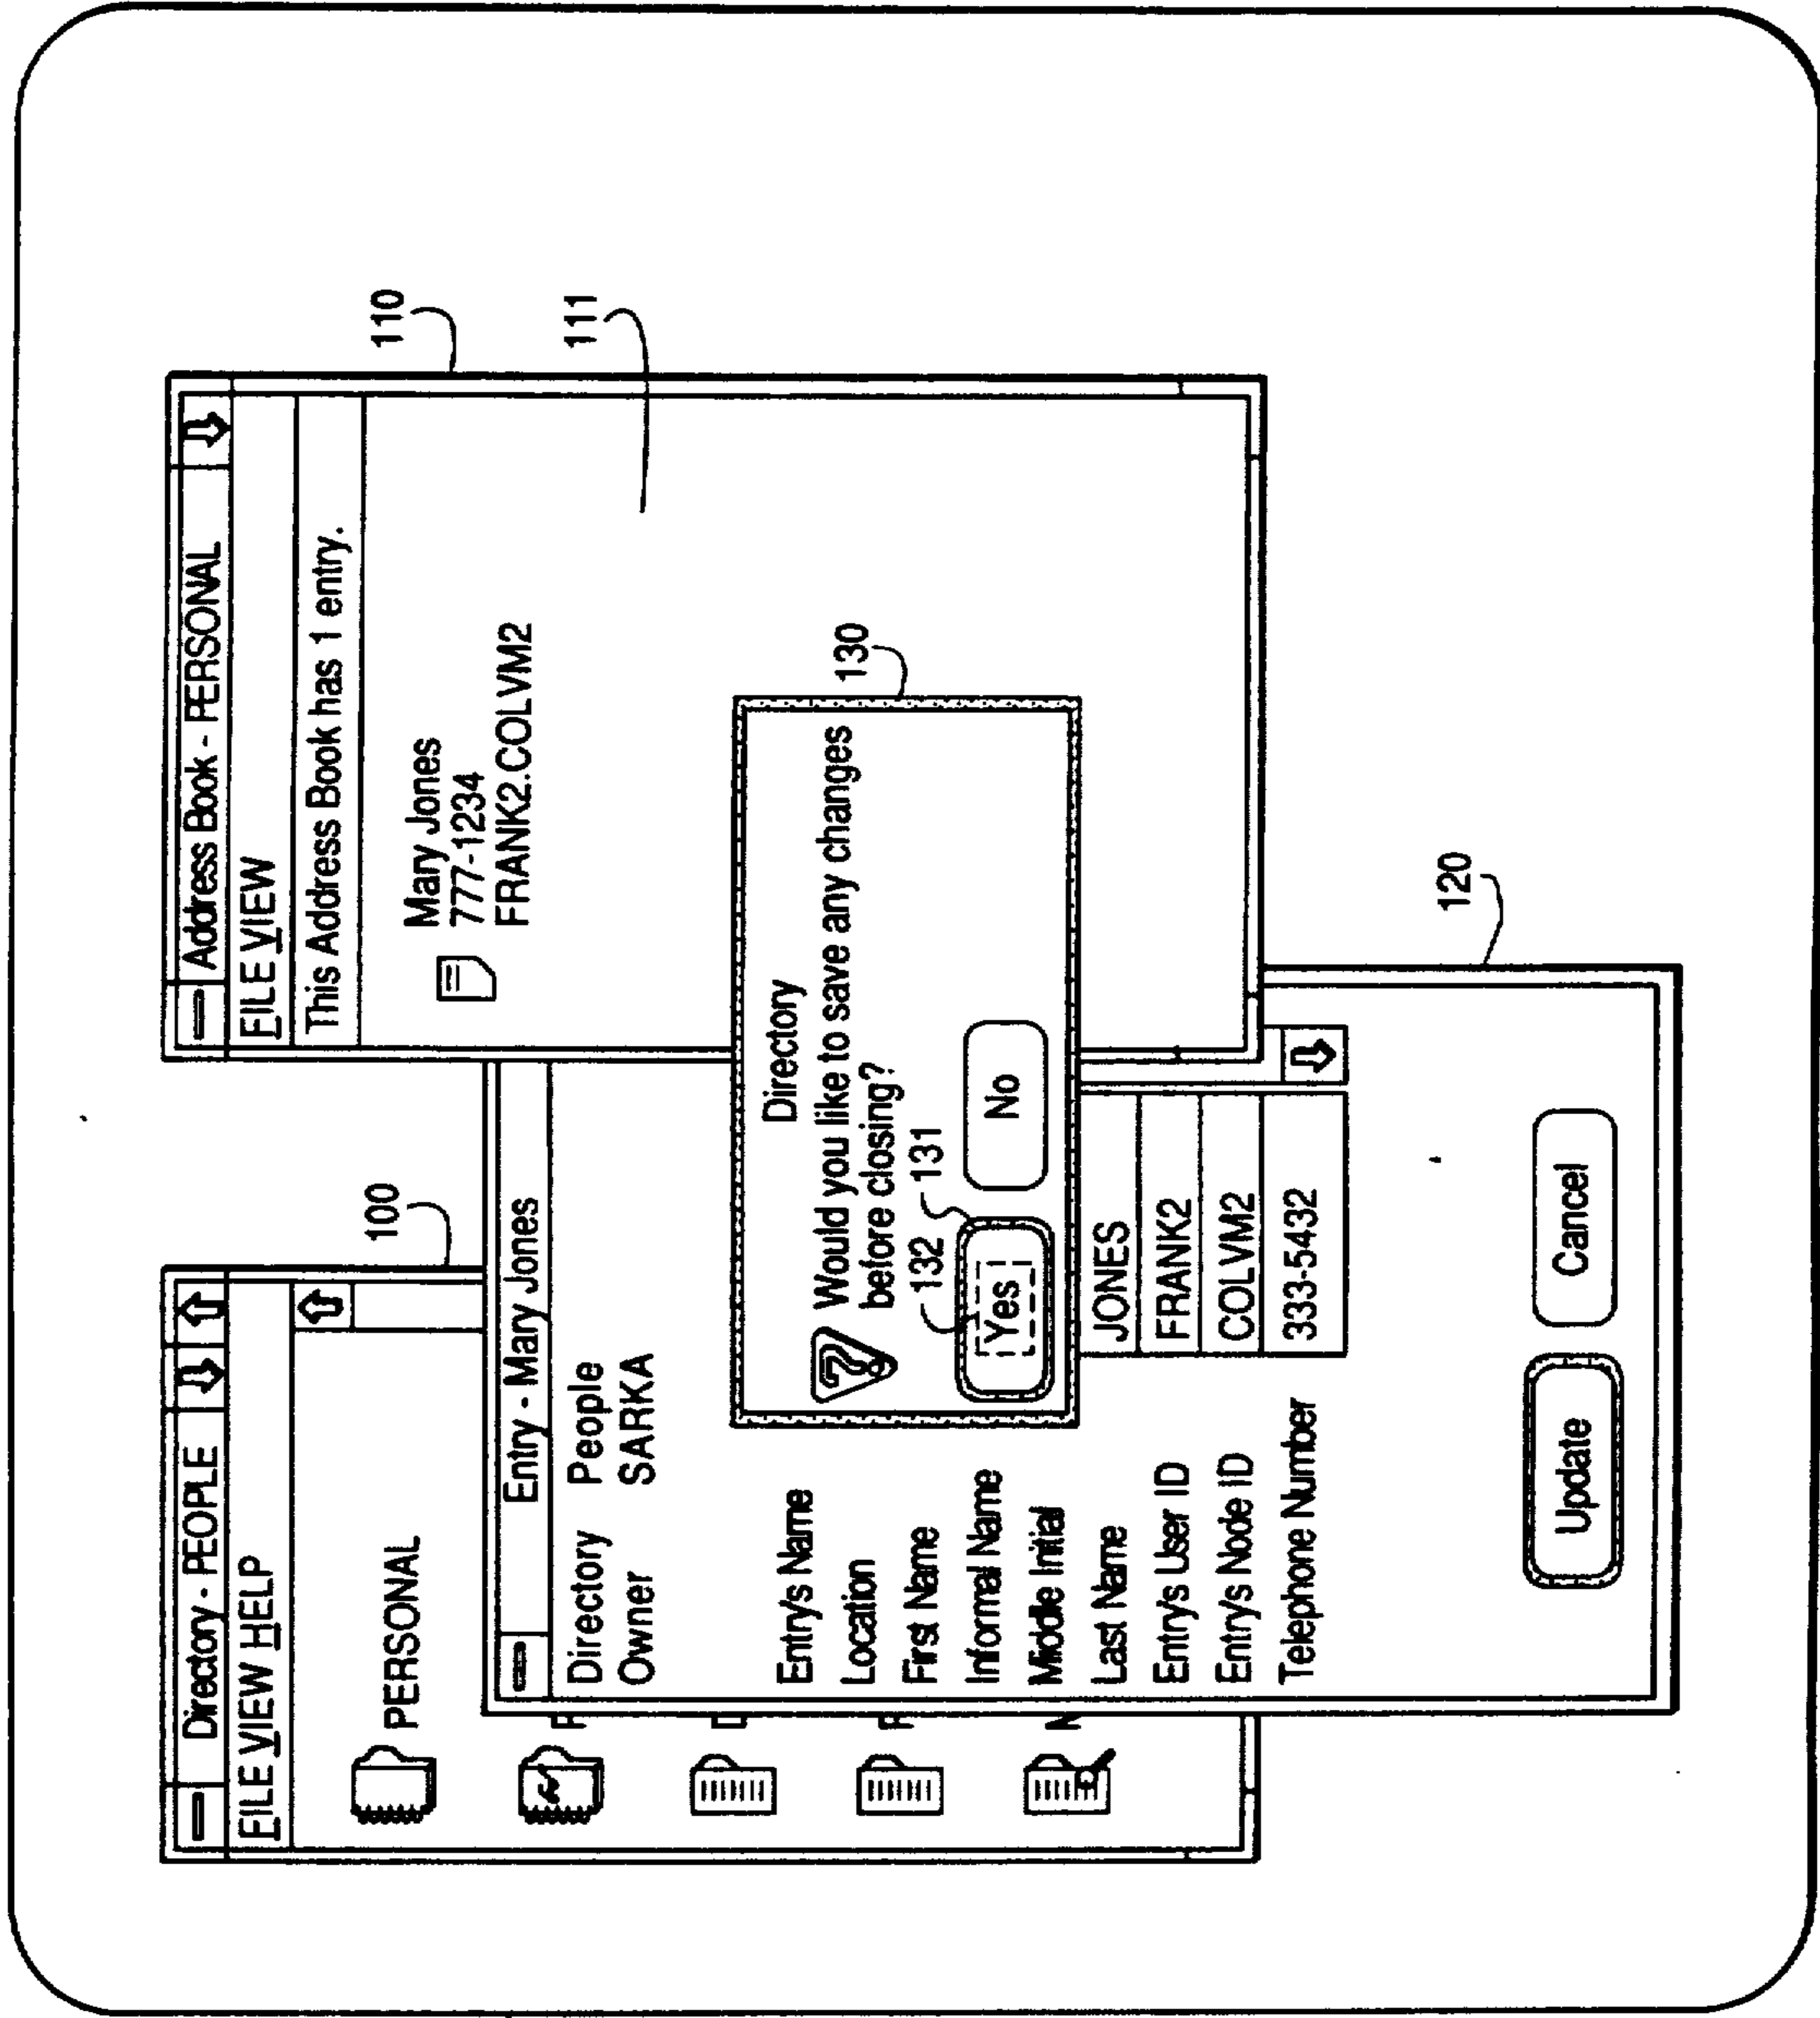 Directory - PEOPLE
FILE VIEW HELP
PERSONAL
100
Address Book - PERSONAL
FILE VIEW
This Address Book has 1 entry.
Mary Jones
777-1234
FRANK2.COLVM2
110
111
Entry - Mary Jones
Directory People
Owner SARKA
Entry's Name
Location
First Name
Informal Name
Middle Initial
Last Name JONES
Entry's User ID FRANK2
Entry's Node ID COLVM2
Telephone Number 333-5432
Update Cancel
120
Directory
Would you like to save any changes
before closing?
132 131
Yes No
130